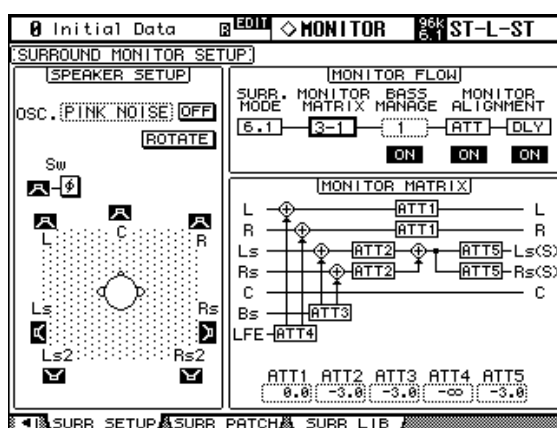 0 Initial Data EDIT ◇MONITOR 96k 6.1 ST-L-ST
SURROUND MONITOR SETUP
SPEAKER SETUP
OSC. PINK NOISE OFF
ROTATE
Sw
ϕ
L C R
Ls Rs
Ls2 Rs2
MONITOR FLOW
SURR. MODE MONITOR MATRIX BASS MANAGE MONITOR ALIGNMENT
6.1 3-1 1 ATT DLY
ON ON ON
MONITOR MATRIX
L ATT1 L
R ATT1 R
Ls ATT2 ATT5 Ls(S)
Rs ATT2 ATT5 Rs(S)
C C
Bs ATT3
LFE ATT4
ATT1 ATT2 ATT3 ATT4 ATT5
0.0 -3.0 -3.0 -∞ -3.0
SURR SETUP SURR PATCH SURR LIB